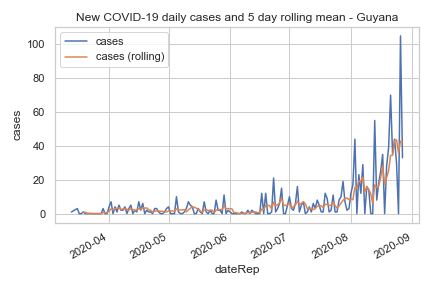 New COVID-19 daily cases and 5 day rolling mean - Guyana
cases
cases (rolling)
cases
100
80
60
40
20
0
2020-04
2020-05
2020-06
2020-07
2020-08
2020-09
dateRep